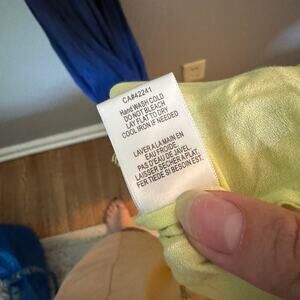 CA#42241
Hand WASH COLD
DO NOT BLEACH
LAY FLAT TO DRY
COOL IRON IF NEEDED
LAVER A LA MAIN EN
EAU FROIDE.
PAS D'EAU DE JAVEL.
LAISSER SECHER A PLAT.
FER TIEDE SI BESOIN EST.